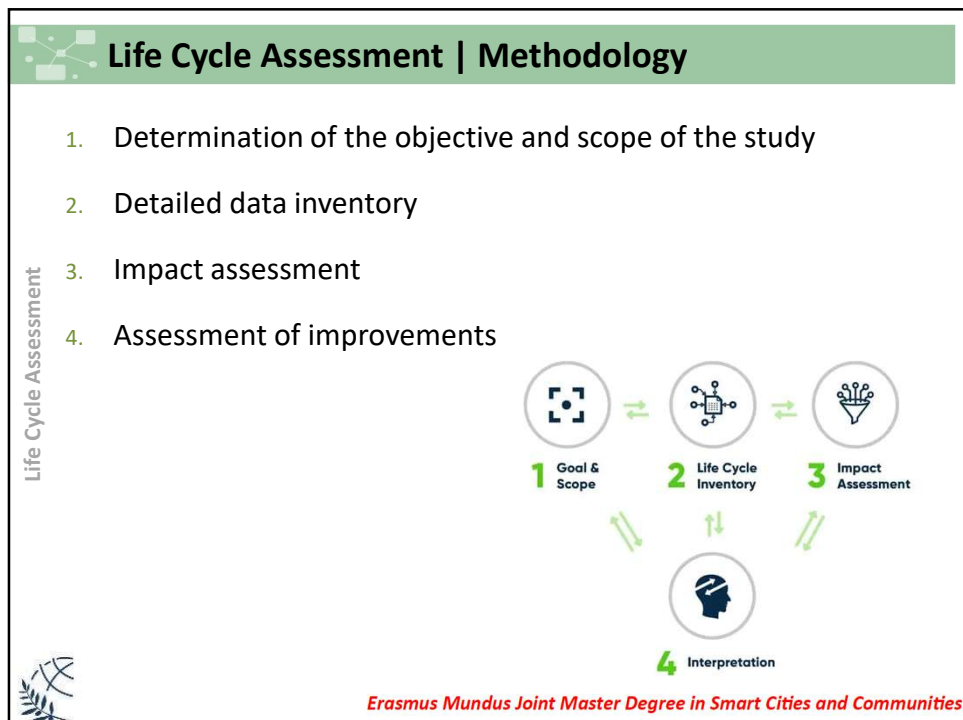 Life Cycle Assessment | Methodology
1. Determination of the objective and scope of the study
2. Detailed data inventory
3. Impact assessment
4. Assessment of improvements
Life Cycle Assessment
1 Goal &
Scope
2 Life Cycle
Inventory
3 Impact
Assessment
4 Interpretation
Erasmus Mundus Joint Master Degree in Smart Cities and Communities